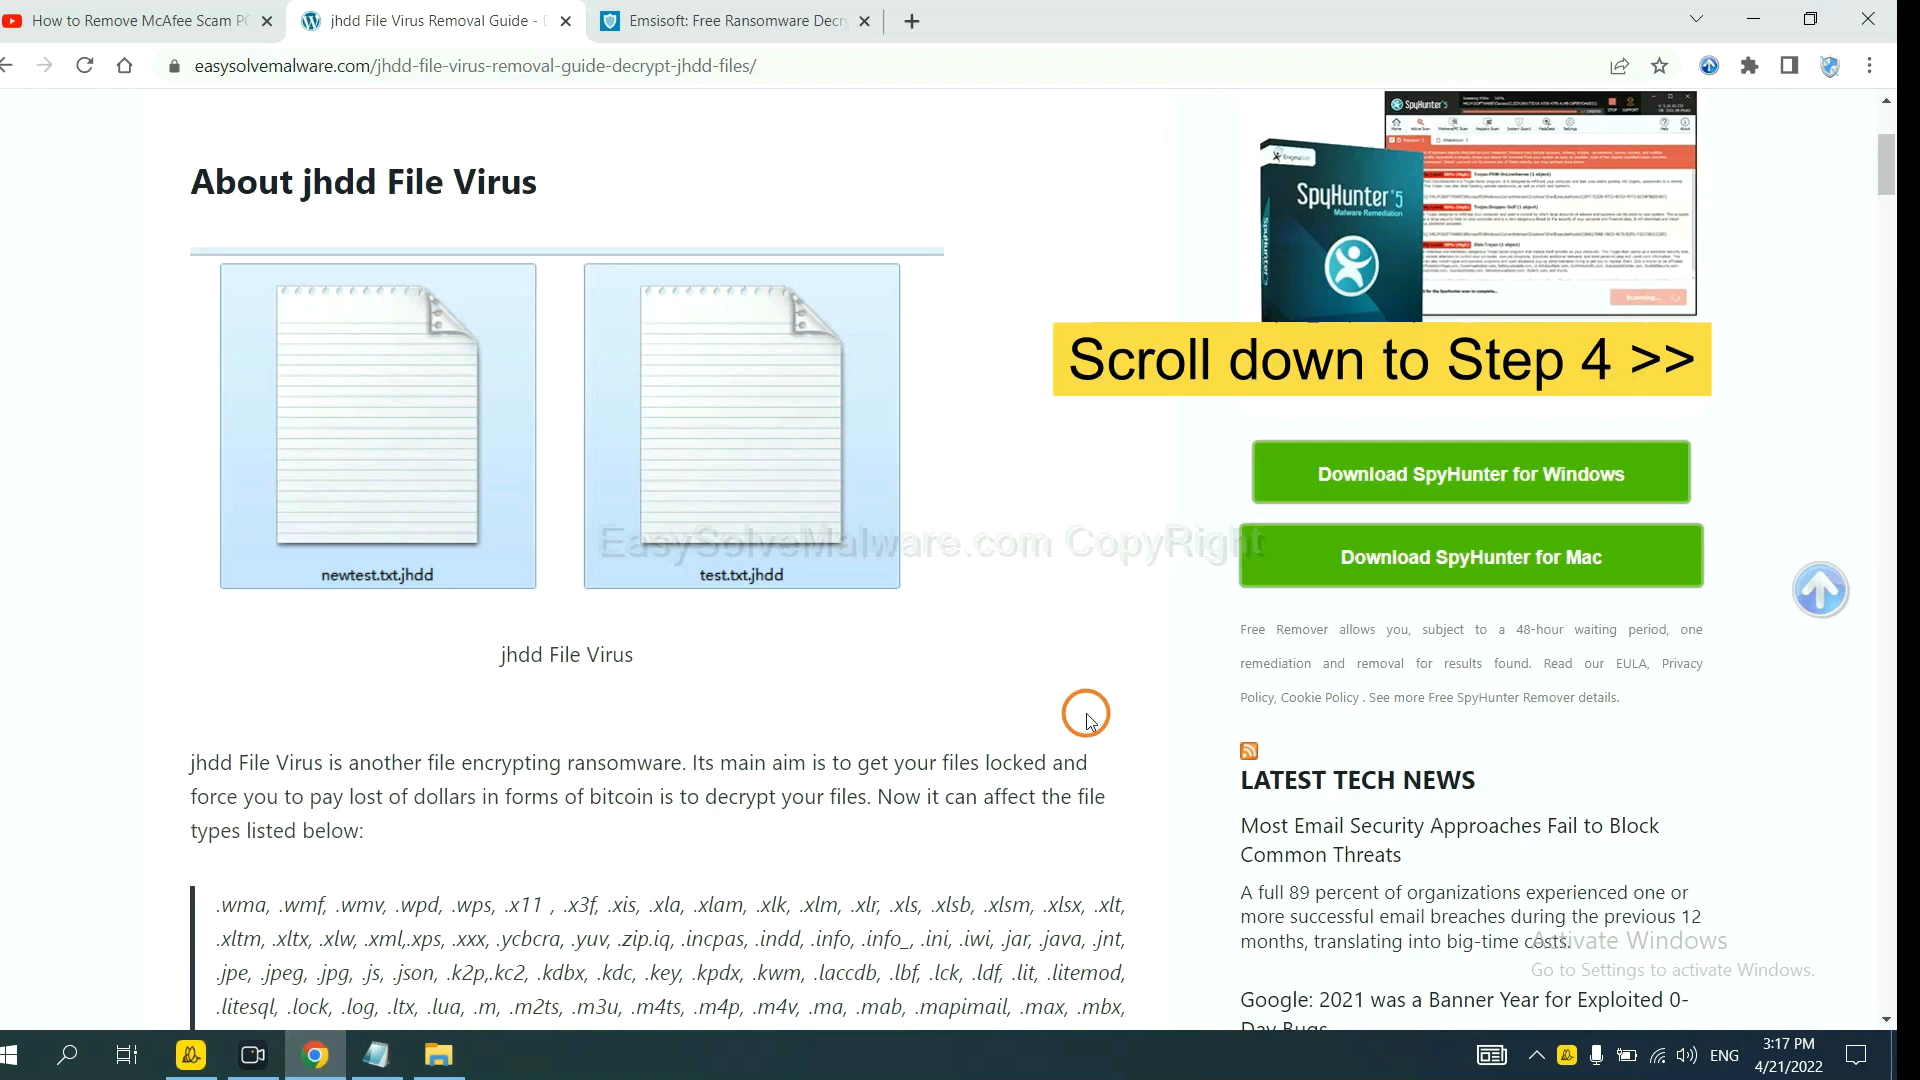 How to Remove McAfee Scam PC
jhdd File Virus Removal Guide - D
Emsisoft: Free Ransomware Decry
easysolvemalware.com/jhdd-file-virus-removal-guide-decrypt-jhdd-files/
About jhdd File Virus
newtest.txt.jhdd
test.txt.jhdd
jhdd File Virus
jhdd File Virus is another file encrypting ransomware. Its main aim is to get your files locked and
force you to pay lost of dollars in forms of bitcoin is to decrypt your files. Now it can affect the file
types listed below:
.wma, .wmf, .wmv, .wpd, .wps, .x11 , .x3f, .xis, .xla, .xlam, .xlk, .xlm, .xlr, .xls, .xlsb, .xlsm, .xlsx, .xlt,
.xltm, .xltx, .xlw, .xml,.xps, .xxx, .ycbcra, .yuv, .zip.iq, .incpas, .indd, .info, .info_, .ini, .iwi, .jar, .java, .jnt,
.jpe, .jpeg, .jpg, .js, .json, .k2p,.kc2, .kdbx, .kdc, .key, .kpdx, .kwm, .laccdb, .lbf, .lck, .ldf, .lit, .litemod,
.litesql, .lock, .log, .ltx, .lua, .m, .m2ts, .m3u, .m4ts, .m4p, .m4v, .ma, .mab, .mapimail, .max, .mbx,
EasySolveMalware.com CopyRight
SpyHunter 5
EnigmaSoft
SpyHunter 5
Malware Remediation
Scroll down to Step 4 >>
Download SpyHunter for Windows
Download SpyHunter for Mac
Free Remover allows you, subject to a 48-hour waiting period, one
remediation and removal for results found. Read our EULA, Privacy
Policy, Cookie Policy . See more Free SpyHunter Remover details.
LATEST TECH NEWS
Most Email Security Approaches Fail to Block
Common Threats
A full 89 percent of organizations experienced one or
more successful email breaches during the previous 12
months, translating into big-time costs.
Google: 2021 was a Banner Year for Exploited 0-
Day Bugs
Activate Windows
Go to Settings to activate Windows.
ENG
3:17 PM
4/21/2022